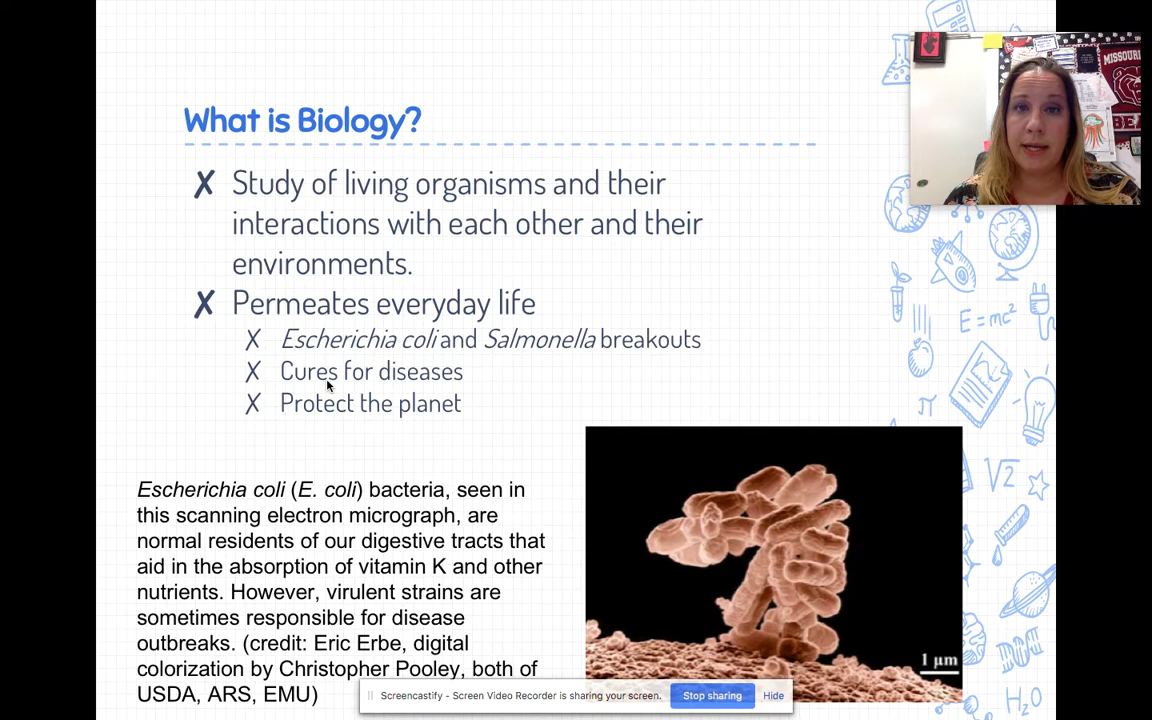 What is Biology?
✗ Study of living organisms and their
interactions with each other and their
environments.
✗ Permeates everyday life
✗ Escherichia coli and Salmonella breakouts
✗ Cures for diseases
✗ Protect the planet
Escherichia coli (E. coli) bacteria, seen in
this scanning electron micrograph, are
normal residents of our digestive tracts that
aid in the absorption of vitamin K and other
nutrients. However, virulent strains are
sometimes responsible for disease
outbreaks. (credit: Eric Erbe, digital
colorization by Christopher Pooley, both of
USDA, ARS, EMU)
1 μm
MISSOURI
BEA
E=mc²
π
√2
H₂O
Screencastify - Screen Video Recorder is sharing your screen.
Stop sharing
Hide